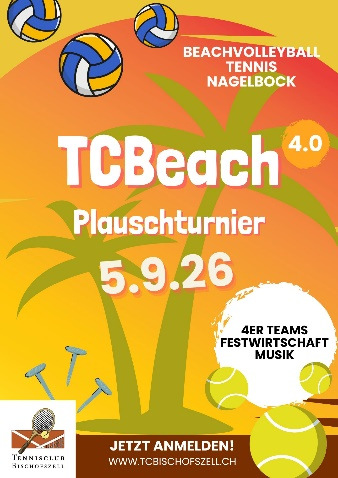 BEACHVOLLEYBALL
TENNIS
NAGELBOCK
TCBeach
4.0
Plauschturnier
5.9.26
4ER TEAMS
FESTWIRTSCHAFT
MUSIK
TENNISCLUB
BISCHOFSZELL
JETZT ANMELDEN!
WWW.TCBISCHOFSZELL.CH